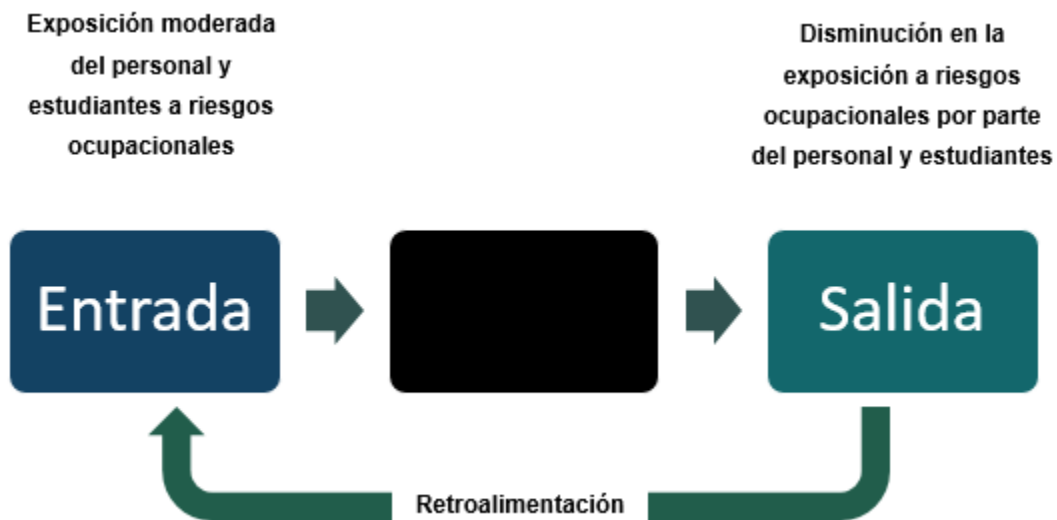 Exposición moderada
del personal y
estudiantes a riesgos
ocupacionales
Disminución en la
exposición a riesgos
ocupacionales por parte
del personal y estudiantes
Entrada
Salida
Retroalimentación